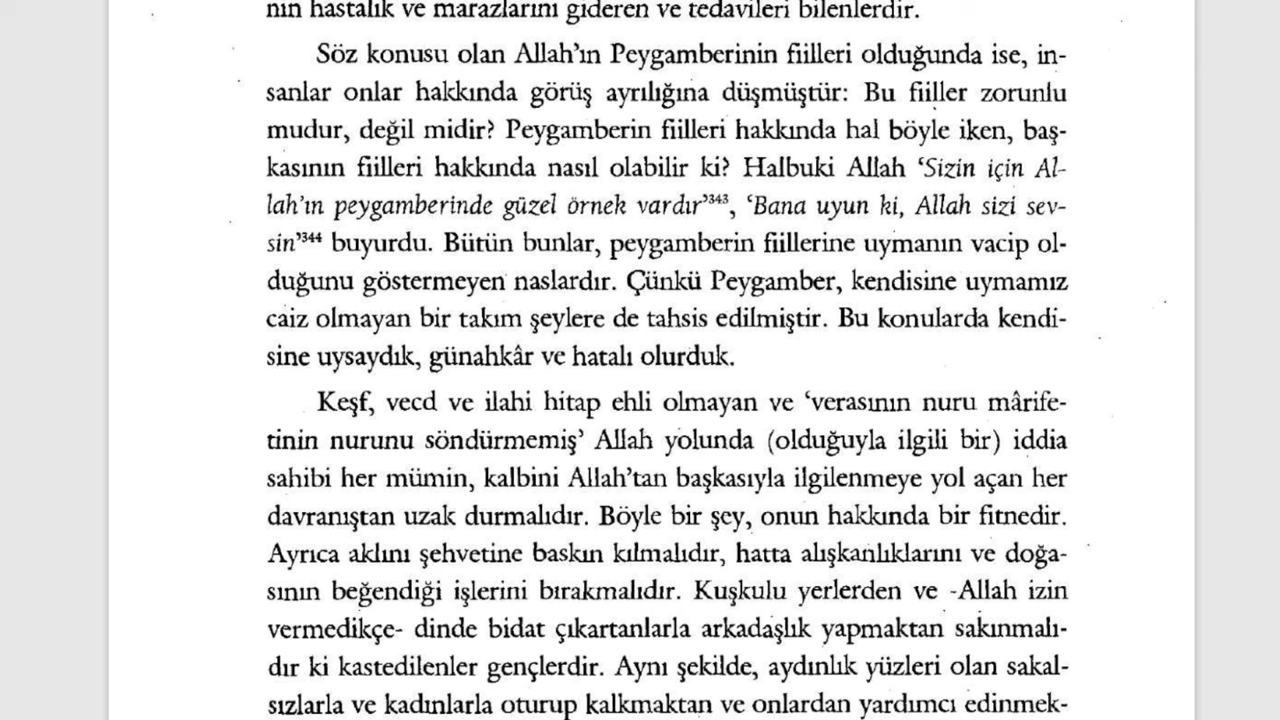 nın hastalık ve marazlarını gideren ve tedavileri bilenlerdir.
Söz konusu olan Allah’ın Peygamberinin fiilleri olduğunda ise, in-
sanlar onlar hakkında görüş ayrılığına düşmüştür: Bu fiiller zorunlu
mudur, değil midir? Peygamberin fiilleri hakkında hal böyle iken, baş-
kasının fiilleri hakkında nasıl olabilir ki? Halbuki Allah ‘Sizin için Al-
lah’ın peygamberinde güzel örnek vardır’³⁴³, ‘Bana uyun ki, Allah sizi sev-
sin’³⁴⁴ buyurdu. Bütün bunlar, peygamberin fiillerine uymanın vacip ol-
duğunu göstermeyen naslardır. Çünkü Peygamber, kendisine uymamız
caiz olmayan bir takım şeylere de tahsis edilmiştir. Bu konularda kendi-
sine uysaydık, günahkâr ve hatalı olurduk.
Keşf, vecd ve ilahi hitap ehli olmayan ve ‘verasının nuru mârife-
tinin nurunu söndürmemiş’ Allah yolunda (olduğuyla ilgili bir) iddia
sahibi her mümin, kalbini Allah’tan başkasıyla ilgilenmeye yol açan her
davranıştan uzak durmalıdır. Böyle bir şey, onun hakkında bir fitnedir.
Ayrıca aklını şehvetine baskın kılmalıdır, hatta alışkanlıklarını ve doğa-
sının beğendiği işlerini bırakmalıdır. Kuşkulu yerlerden ve -Allah izin
vermedikçe- dinde bidat çıkartanlarla arkadaşlık yapmaktan sakınmalı-
dır ki kastedilenler gençlerdir. Aynı şekilde, aydınlık yüzleri olan sakal-
sızlarla ve kadınlarla oturup kalkmaktan ve onlardan yardımcı edinmek-